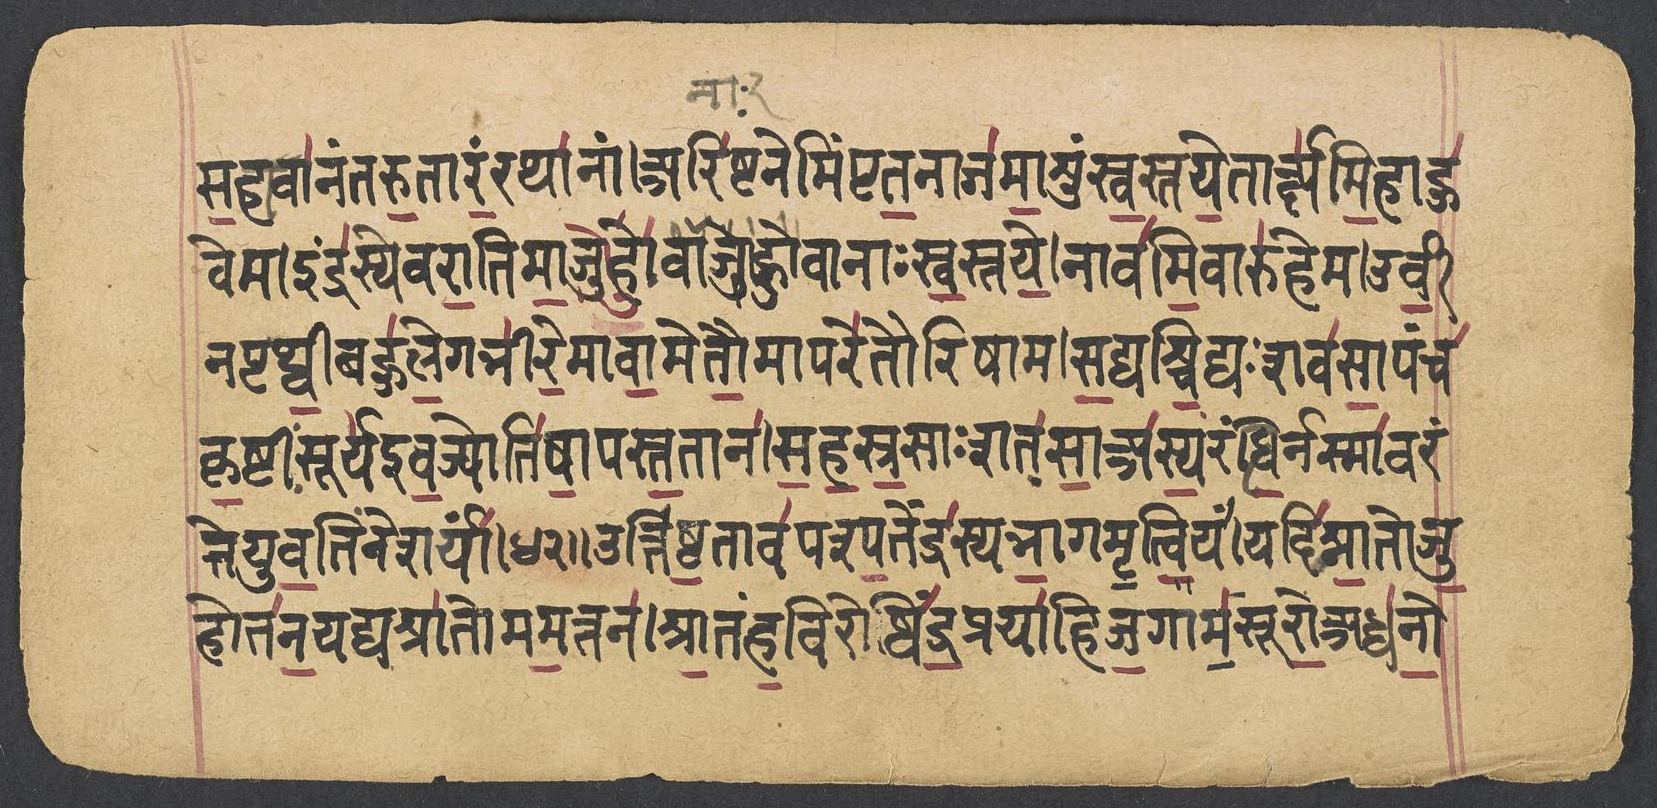 मा:२
सहावानंतरुतारंरथानां।अरिष्टनेमिंपृतनाजमाशुंस्वस्तयेतार्क्ष्यमिहाहु
वेमा।इंद्रस्येवरातिमाजोहुवाजोहुवानाःस्वस्तये।नावमिवारुहेम।उर्वी
नपृथ्वीबहुलेगभीरेमावामेतौमापरेतौरिषाम।सद्यश्चिद्यःशवसापंच
कृष्टीःसूर्यइवज्योतिषापस्ततान।सहस्रसाःशतसाअस्यरंहिर्नस्मावरं
तेयुवतिंनशर्यां।॥उत्तिष्ठतावपश्यतेंद्रस्यभागमृत्वियं।यदिश्रातोजु
होतनयद्यश्रातोममत्तन।श्रातंहविरोष्विंद्रप्रयाहिजगामसूरोअध्वनो